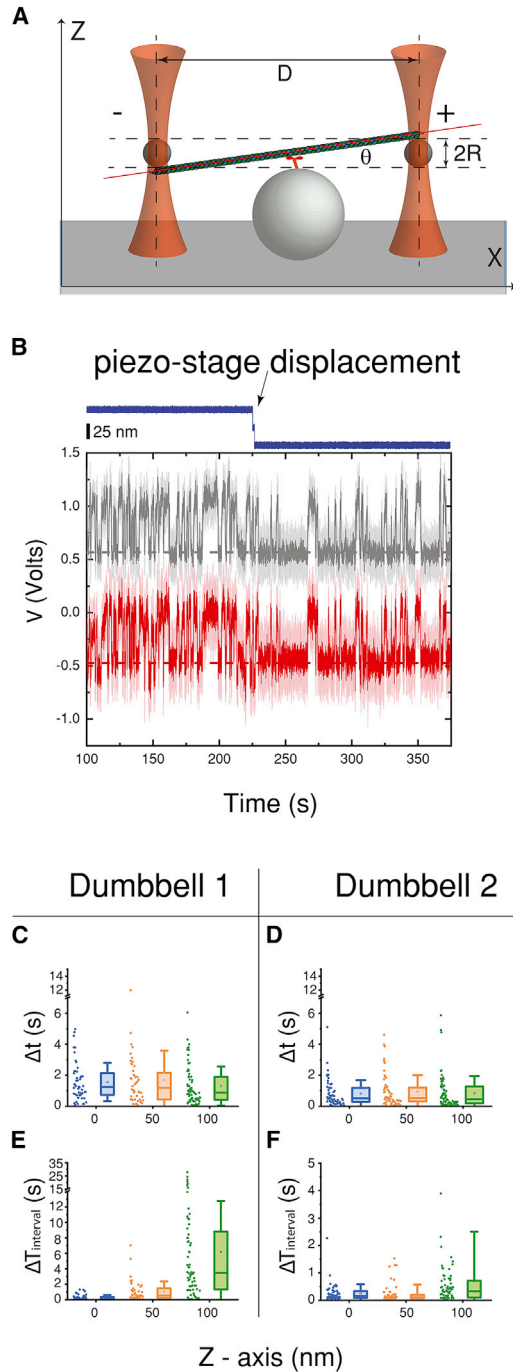 A
Z
D
-
+
θ
2R
X
B
piezo-stage displacement
25 nm
1.5
1.0
0.5
0.0
-0.5
-1.0
V (Volts)
100 150 200 250 300 350
Time (s)
Dumbbell 1 Dumbbell 2
C
14
12
6
4
2
0
Δt (s)
0 50 100
D
14
12
6
4
2
0
Δt (s)
0 50 100
E
35
25
15
10
8
6
4
2
0
ΔTinterval (s)
0 50 100
F
5
4
3
2
1
0
ΔTinterval (s)
0 50 100
Z - axis (nm)